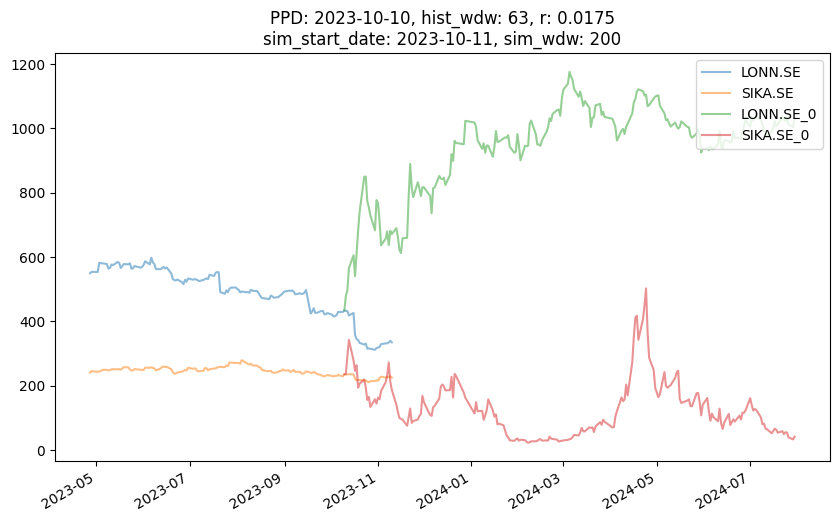 PPD: 2023-10-10, hist_wdw: 63, r: 0.0175
sim_start_date: 2023-10-11, sim_wdw: 200
1200
1000
800
600
400
200
0
LONN.SE
SIKA.SE
LONN.SE_0
SIKA.SE_0
2023-05
2023-07
2023-09
2023-11
2024-01
2024-03
2024-05
2024-07